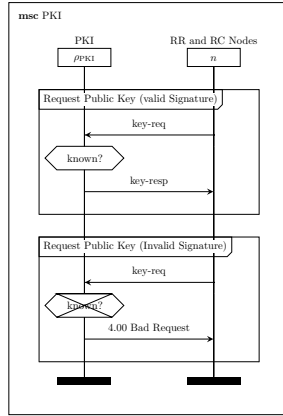 msc PKI
PKI
RR and RC Nodes
ρPKI
n
Request Public Key (valid Signature)
key-req
known?
key-resp
Request Public Key (Invalid Signature)
key-req
known?
4.00 Bad Request